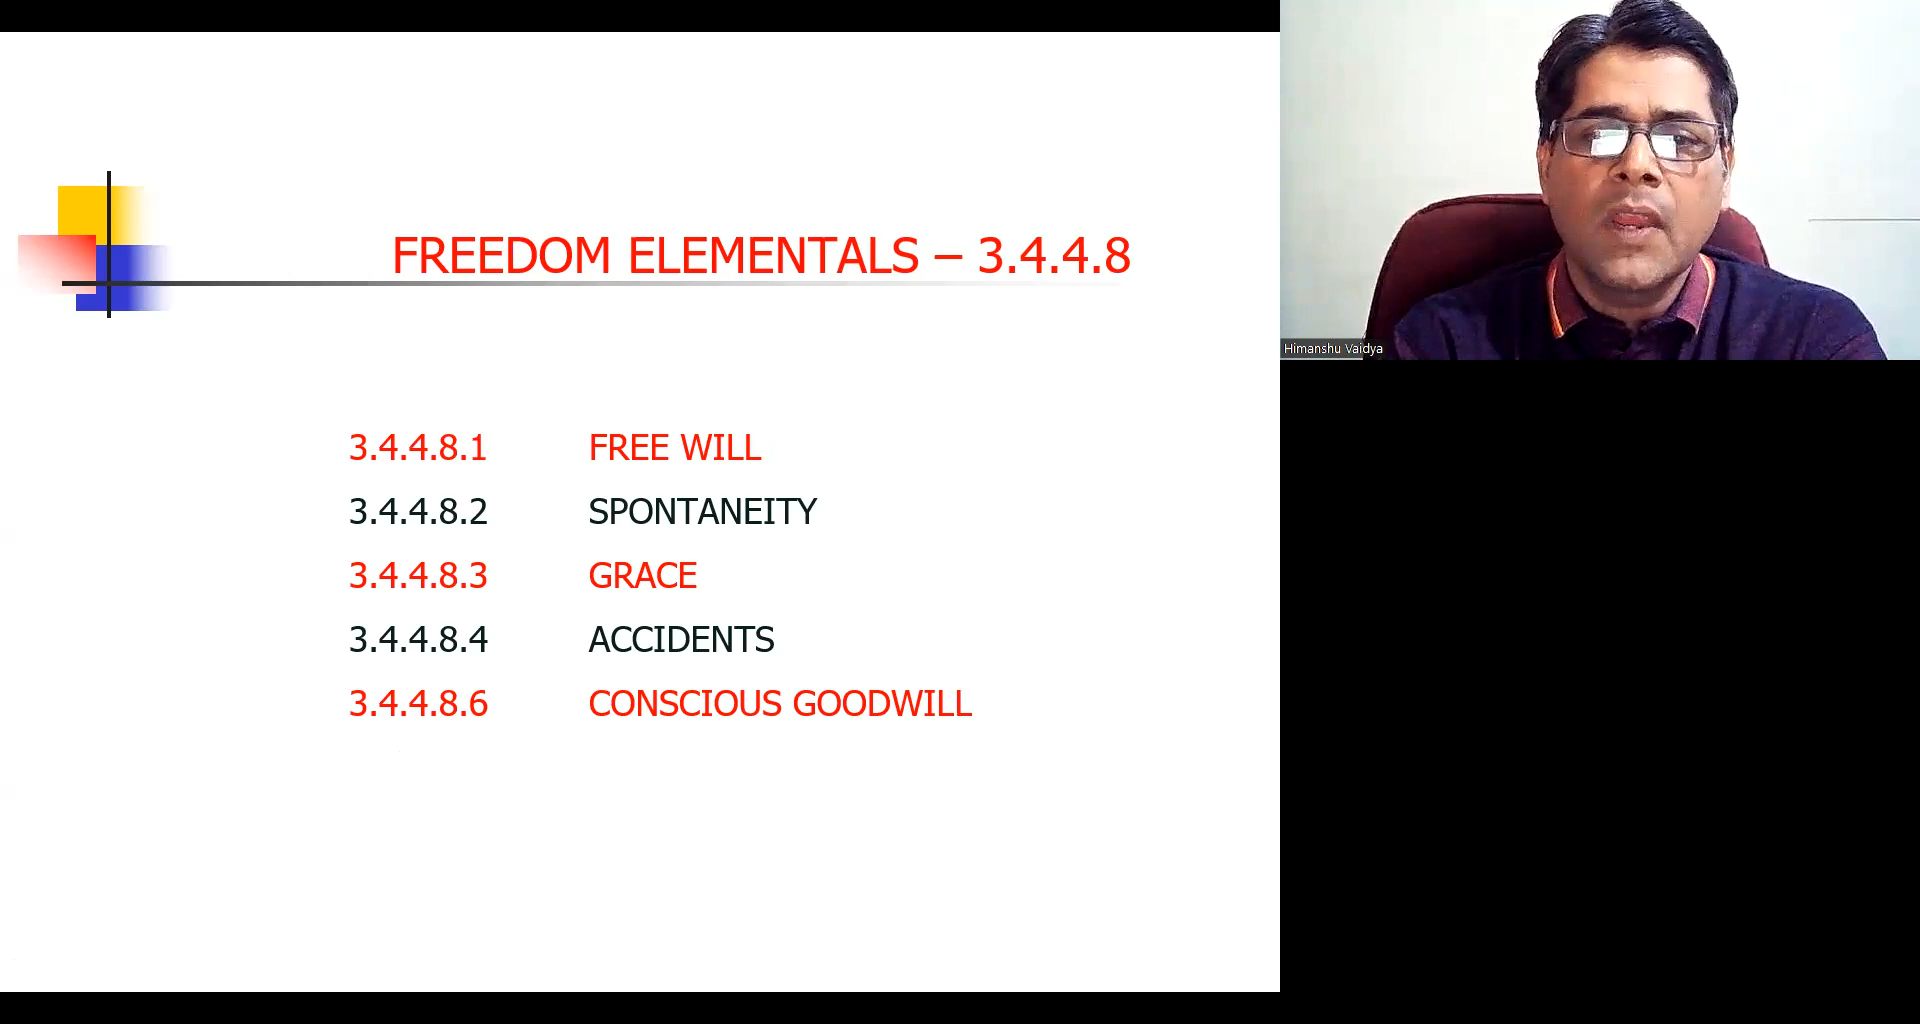 FREEDOM ELEMENTALS – 3.4.4.8
3.4.4.8.1 FREE WILL
3.4.4.8.2 SPONTANEITY
3.4.4.8.3 GRACE
3.4.4.8.4 ACCIDENTS
3.4.4.8.6 CONSCIOUS GOODWILL
Himanshu Vaidya